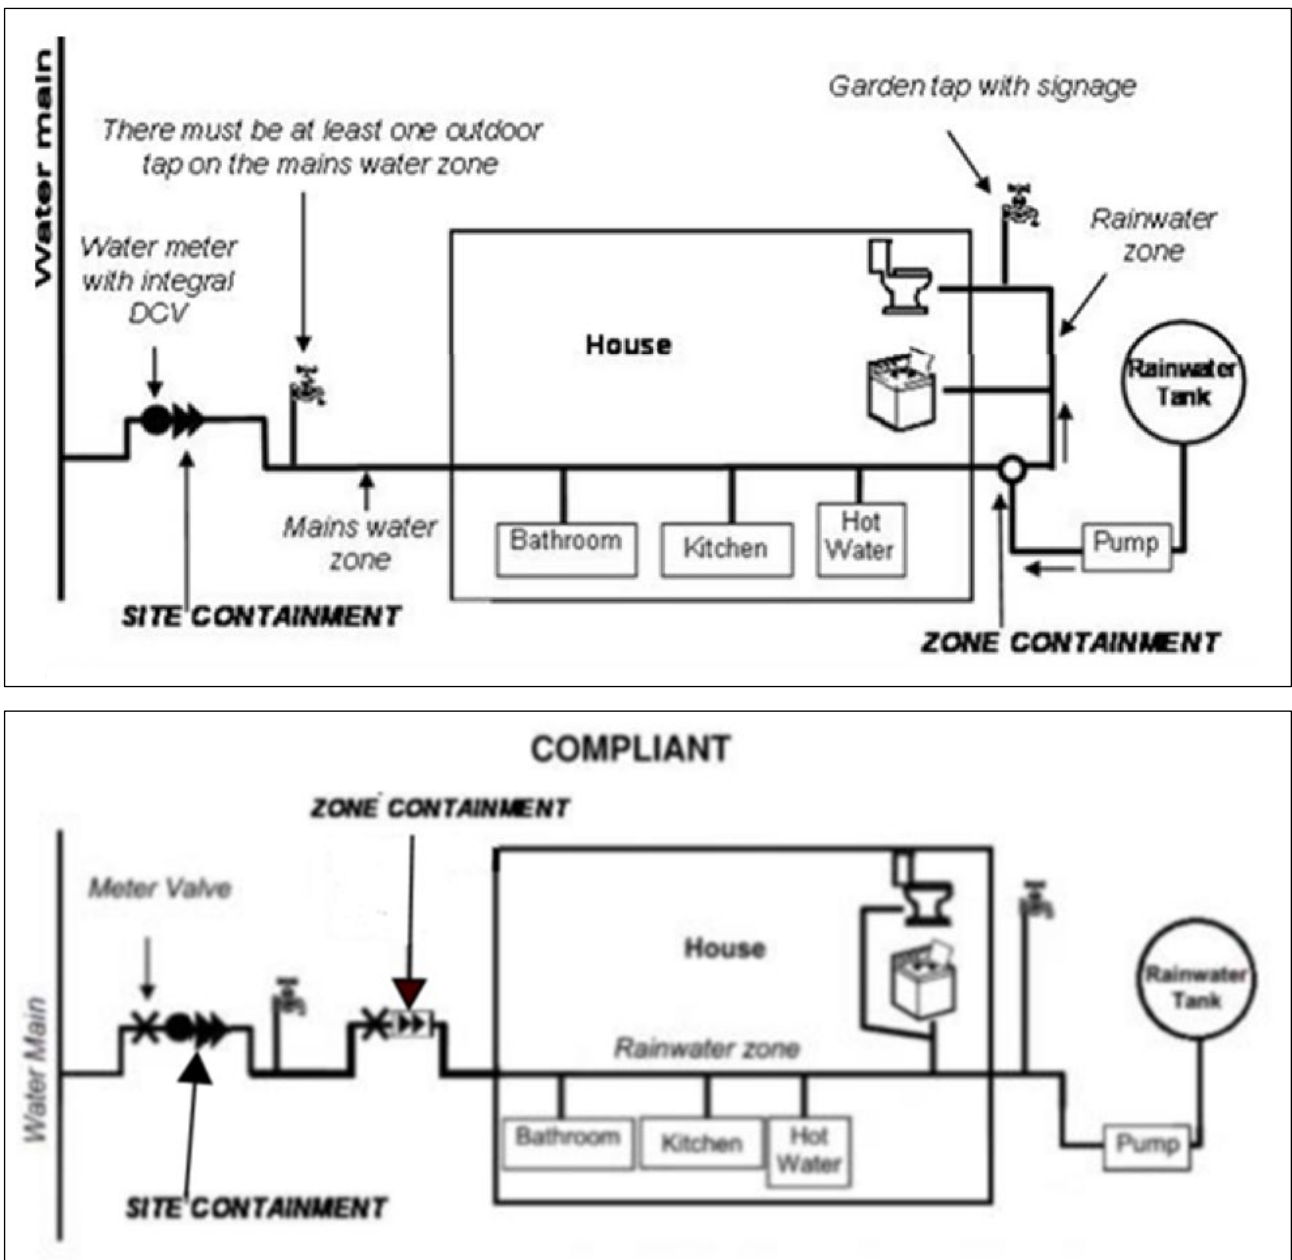 Water main
There must be at least one outdoor
tap on the mains water zone
Garden tap with signage
Water meter
with integral
DCV
Rainwater
zone
House
Rainwater
Tank
Mains water
zone
Bathroom
Kitchen
Hot
Water
Pump
SITE CONTAINMENT
ZONE CONTAINMENT
COMPLIANT
ZONE CONTAINMENT
Meter Valve
House
Rainwater
Tank
Water Main
Rainwater zone
Bathroom
Kitchen
Hot
Water
Pump
SITE CONTAINMENT